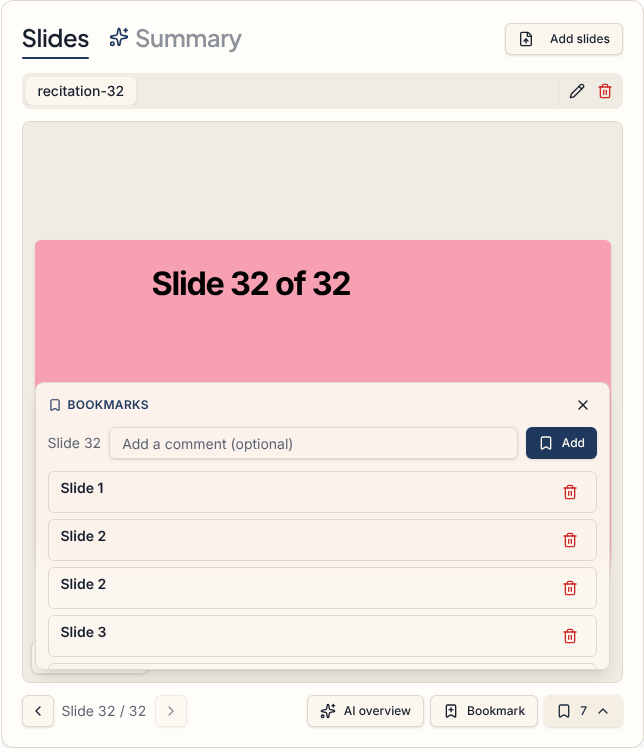 Slides Summary Add slides
recitation-32
Slide 32 of 32
BOOKMARKS
Slide 32 Add a comment (optional) Add
Slide 1
Slide 2
Slide 2
Slide 3
Slide 32 / 32 AI overview Bookmark 7